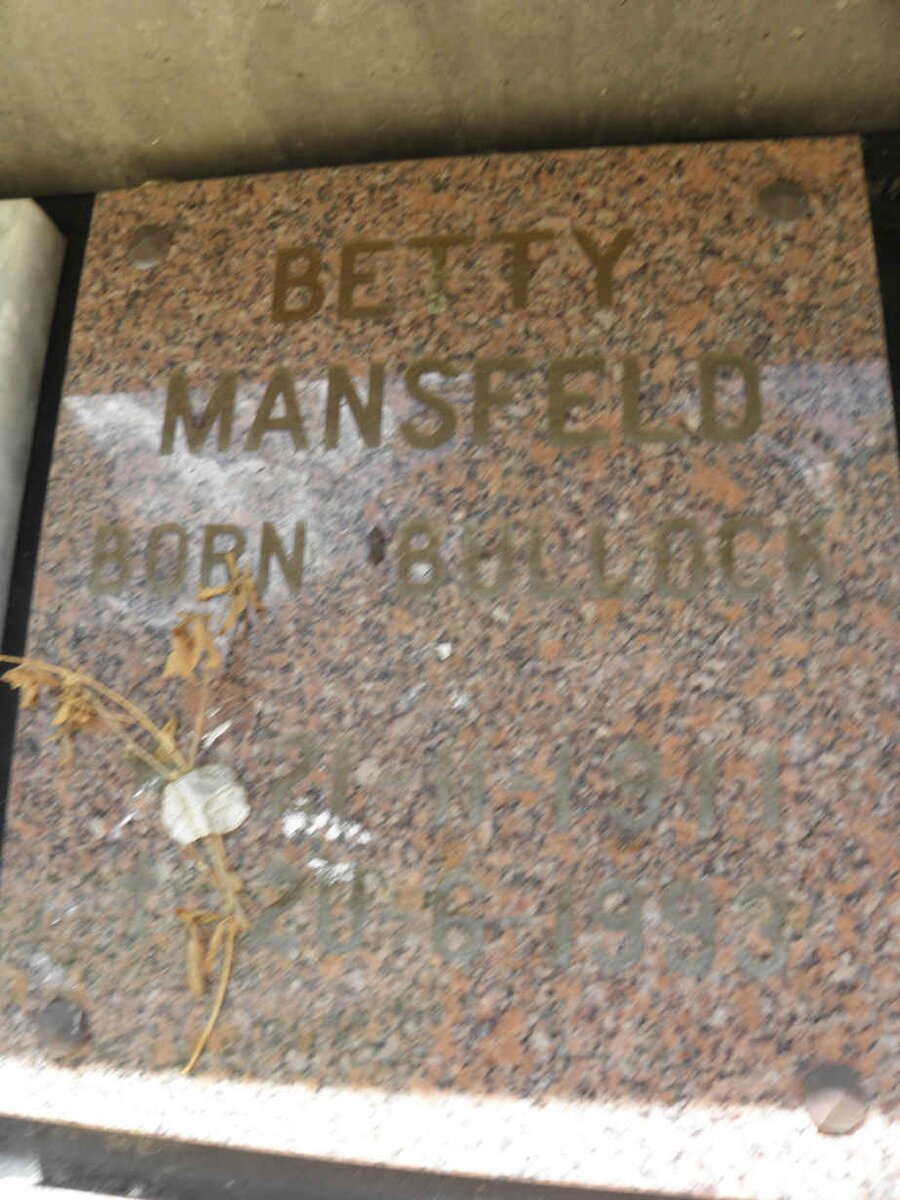 BETTY
MANSFELD
BORN BULLOCK
21-11-1911
20-6-1993